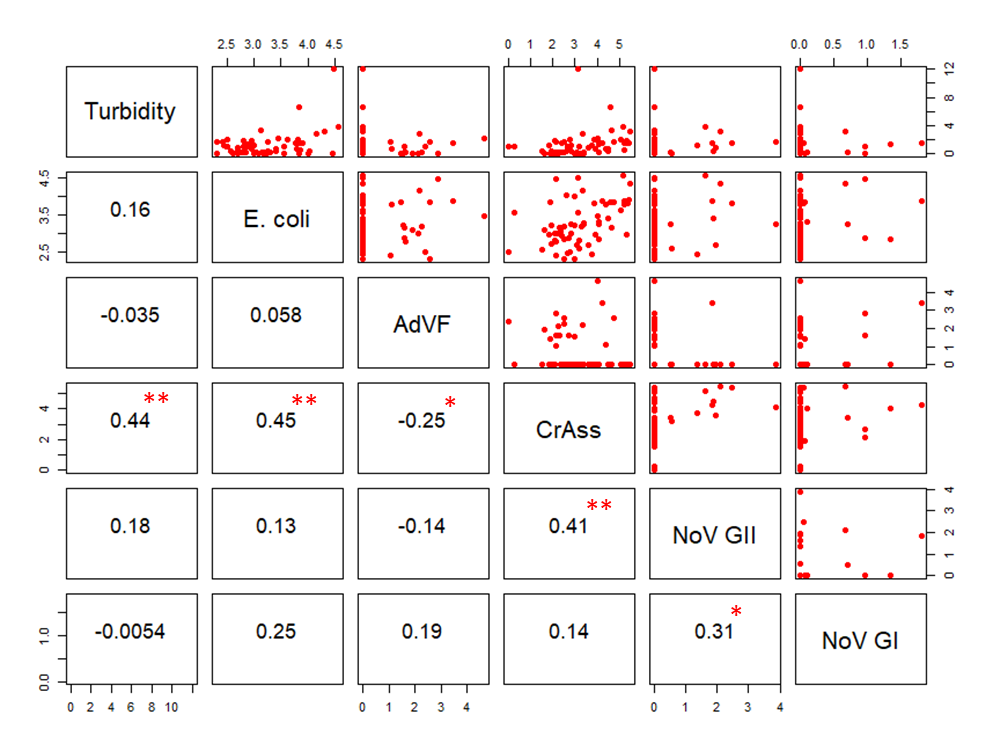 2.5 3.0 3.5 4.0 4.5 0 1 2 3 4 5 0.0 0.5 1.0 1.5
Turbidity 0 4 8 12
2.5 3.5 4.5 0.16 E. coli
-0.035 0.058 AdVF 0 1 2 3 4
0 2 4 0.44 ** 0.45 ** -0.25 * CrAss
0.18 0.13 -0.14 0.41 ** NoV GII 0 1 2 3 4
0.0 1.0 -0.0054 0.25 0.19 0.14 0.31 * NoV GI
0 2 4 6 8 10 0 1 2 3 4 0 1 2 3 4